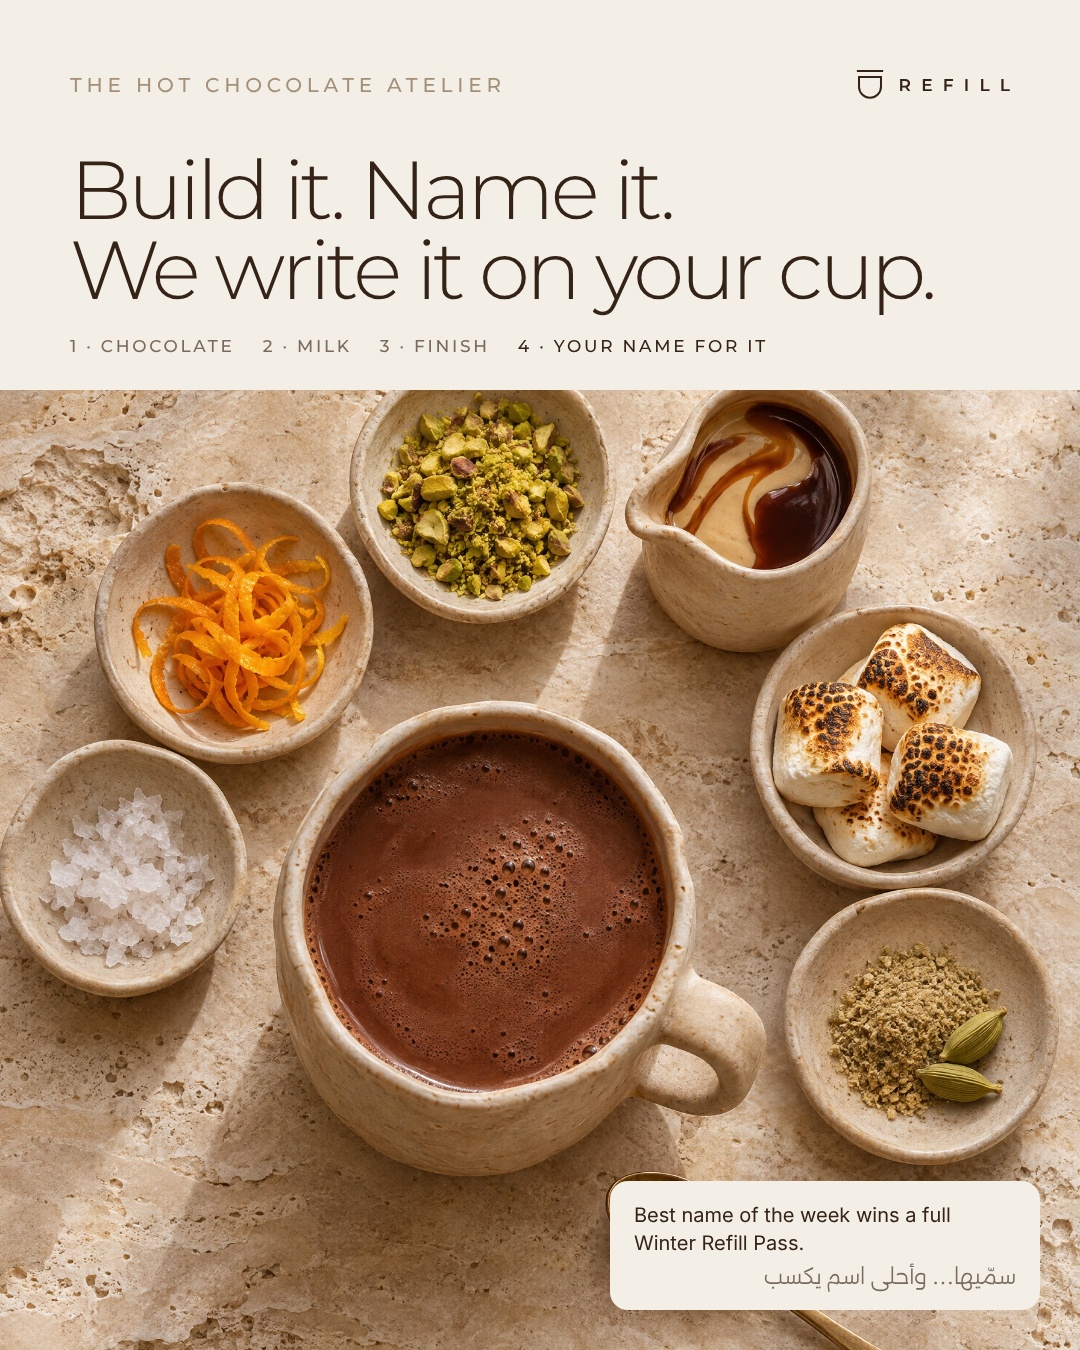 THE HOT CHOCOLATE ATELIER
REFILL
Build it. Name it.
We write it on your cup.
1 · CHOCOLATE 2 · MILK 3 · FINISH 4 · YOUR NAME FOR IT
Best name of the week wins a full
Winter Refill Pass.
سمّيها... وأحلى اسم يكسب